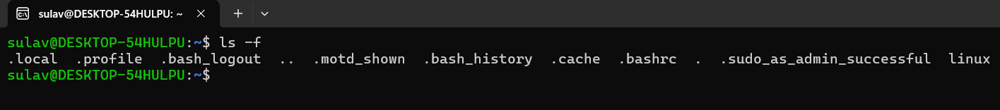 sulav@DESKTOP-54HULPU: ~
sulav@DESKTOP-54HULPU:~$ ls -f
.local .profile .bash_logout .. .motd_shown .bash_history .cache .bashrc . .sudo_as_admin_successful linux
sulav@DESKTOP-54HULPU:~$